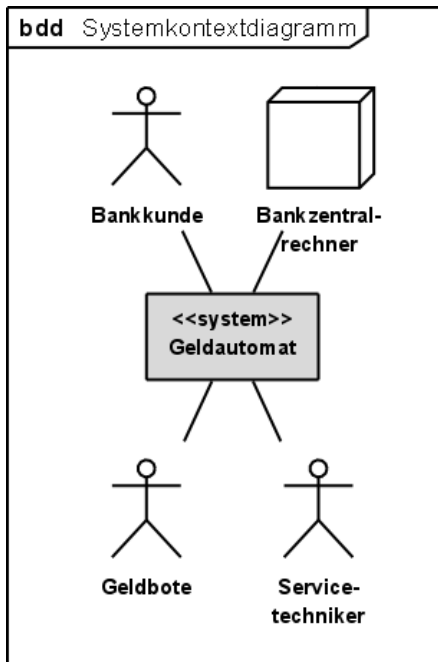 bdd Systemkontextdiagramm
Bankkunde
Bankzentral-
rechner
<<system>>
Geldautomat
Geldbote
Service-
techniker